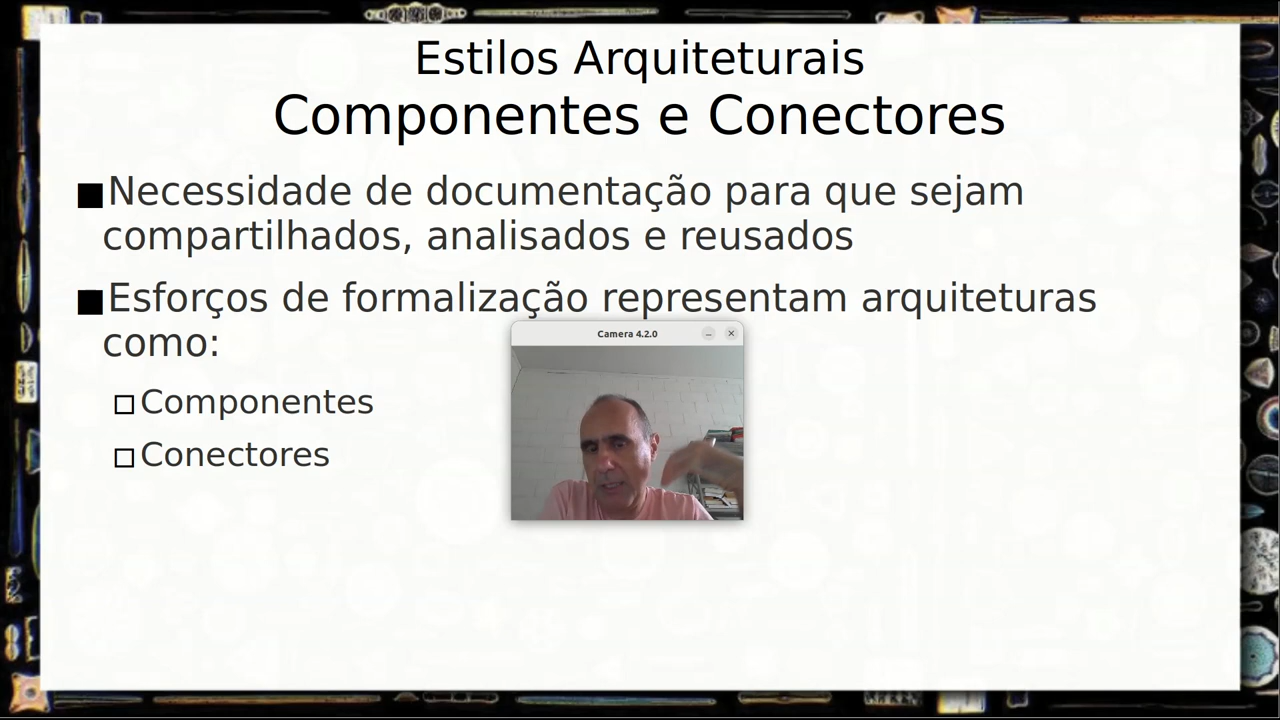 Estilos Arquiteturais
Componentes e Conectores
Necessidade de documentação para que sejam
compartilhados, analisados e reusados
Esforços de formalização representam arquiteturas
como:
Camera 4.2.0
Componentes
Conectores